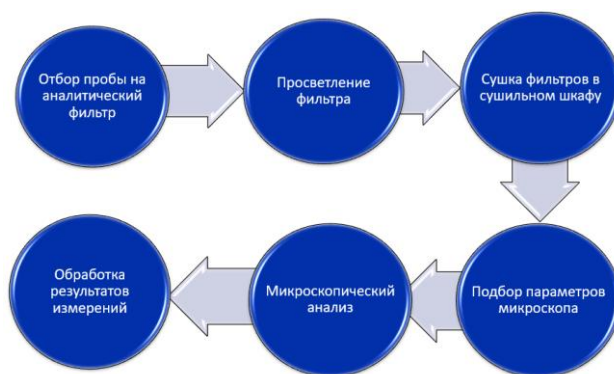 Отбор пробы на
аналитический
фильтр
Просветление
фильтра
Сушка фильтров в
сушильном шкафу
Подбор параметров
микроскопа
Микроскопический
анализ
Обработка
результатов
измерений